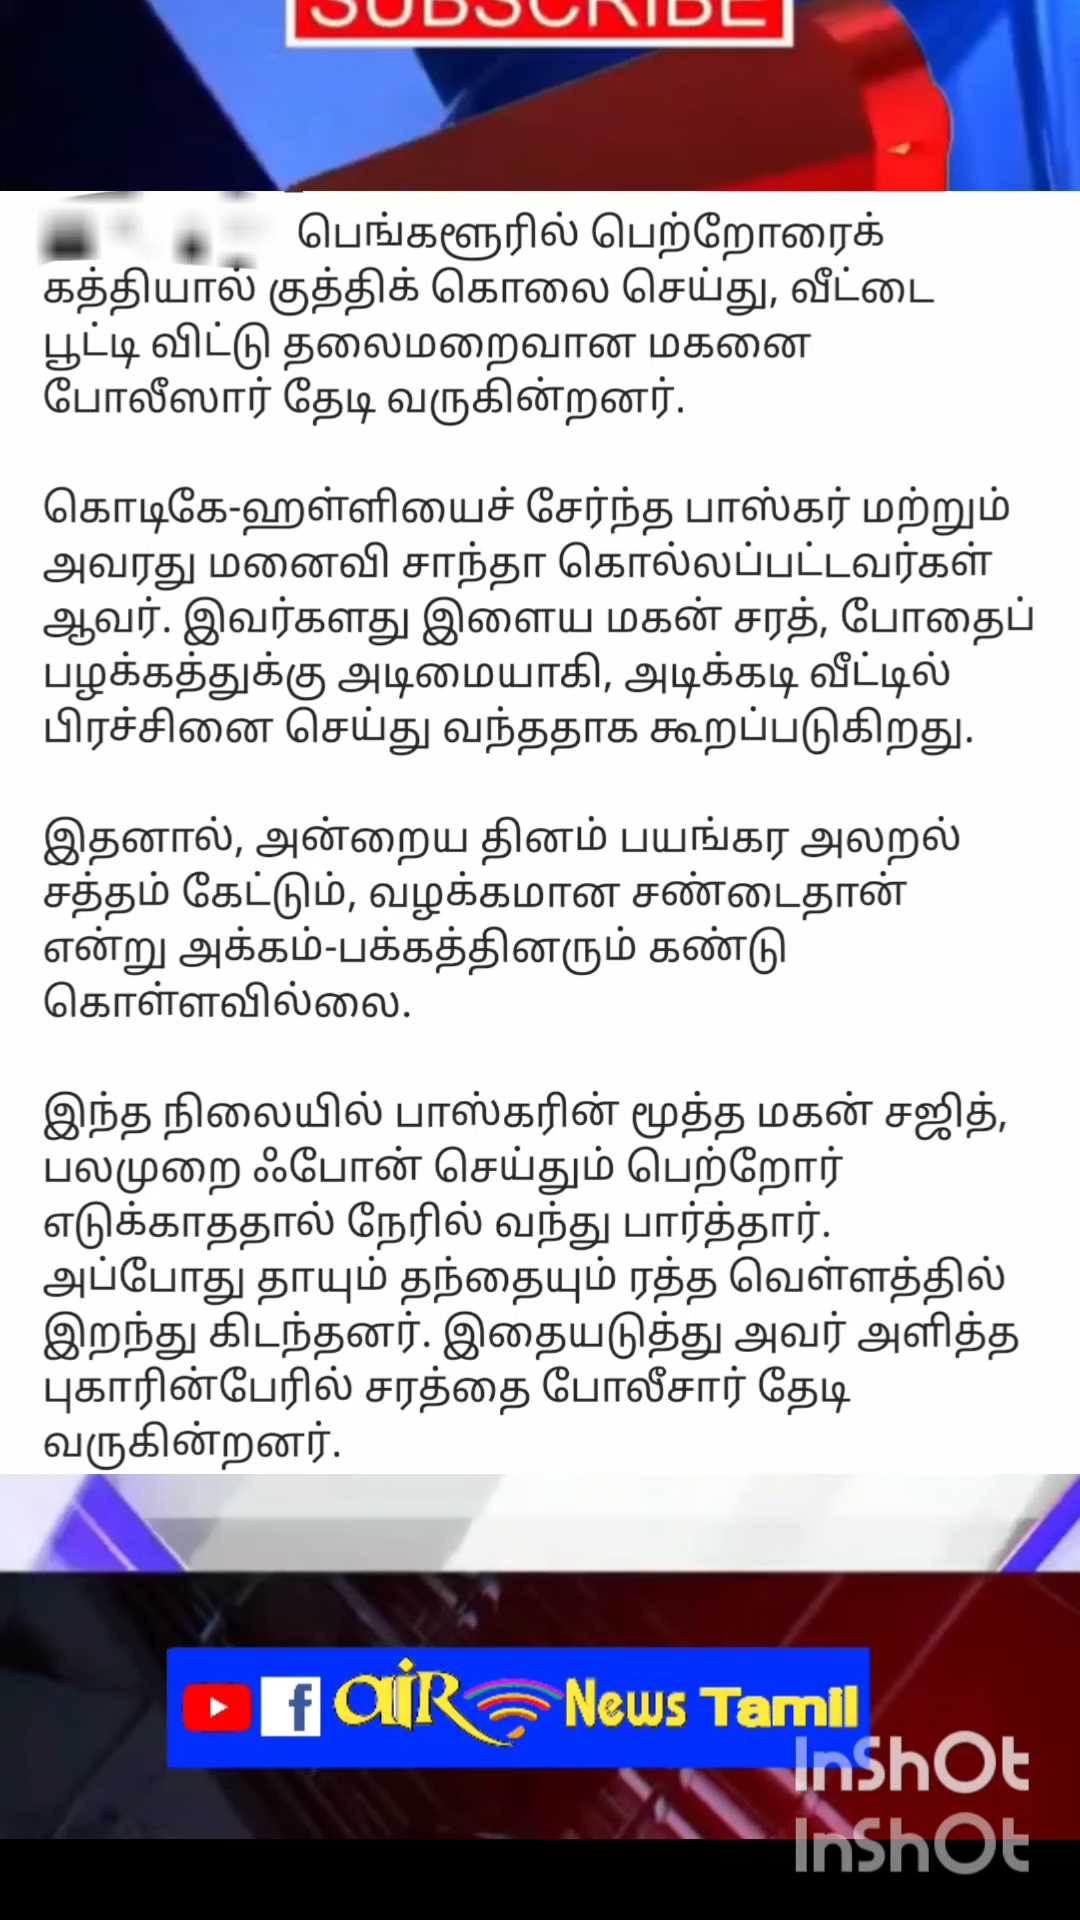 SUBSCRIBE
பெங்களூரில் பெற்றோரைக்
கத்தியால் குத்திக் கொலை செய்து, வீட்டை
பூட்டி விட்டு தலைமறைவான மகனை
போலீஸார் தேடி வருகின்றனர்.
கொடிகே-ஹள்ளியைச் சேர்ந்த பாஸ்கர் மற்றும்
அவரது மனைவி சாந்தா கொல்லப்பட்டவர்கள்
ஆவர். இவர்களது இளைய மகன் சரத், போதைப்
பழக்கத்துக்கு அடிமையாகி, அடிக்கடி வீட்டில்
பிரச்சினை செய்து வந்ததாக கூறப்படுகிறது.
இதனால், அன்றைய தினம் பயங்கர அலறல்
சத்தம் கேட்டும், வழக்கமான சண்டைதான்
என்று அக்கம்-பக்கத்தினரும் கண்டு
கொள்ளவில்லை.
இந்த நிலையில் பாஸ்கரின் மூத்த மகன் சஜித்,
பலமுறை ஃபோன் செய்தும் பெற்றோர்
எடுக்காததால் நேரில் வந்து பார்த்தார்.
அப்போது தாயும் தந்தையும் ரத்த வெள்ளத்தில்
இறந்து கிடந்தனர். இதையடுத்து அவர் அளித்த
புகாரின்பேரில் சரத்தை போலீசார் தேடி
வருகின்றனர்.
f aiR News Tamil
InShOt
InShOt